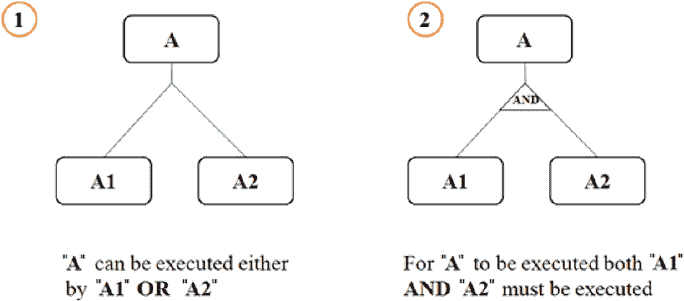 1
A
A1
A2
"A" can be executed either
by "A1" OR "A2"
2
A
AND
A1
A2
For "A" to be executed both "A1"
AND "A2" must be executed